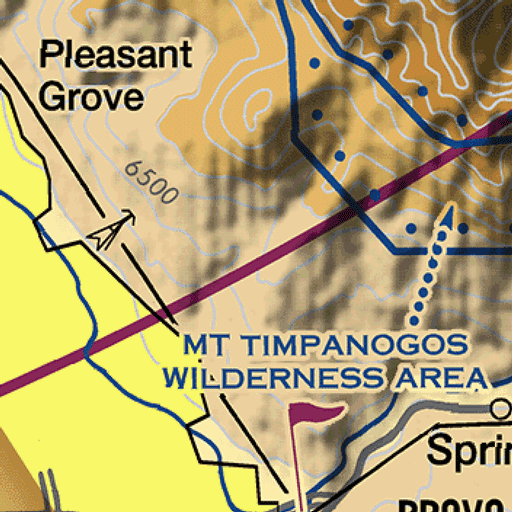 Pleasant
Grove
6500
MT TIMPANOGOS
WILDERNESS AREA
Sprin
PROVO